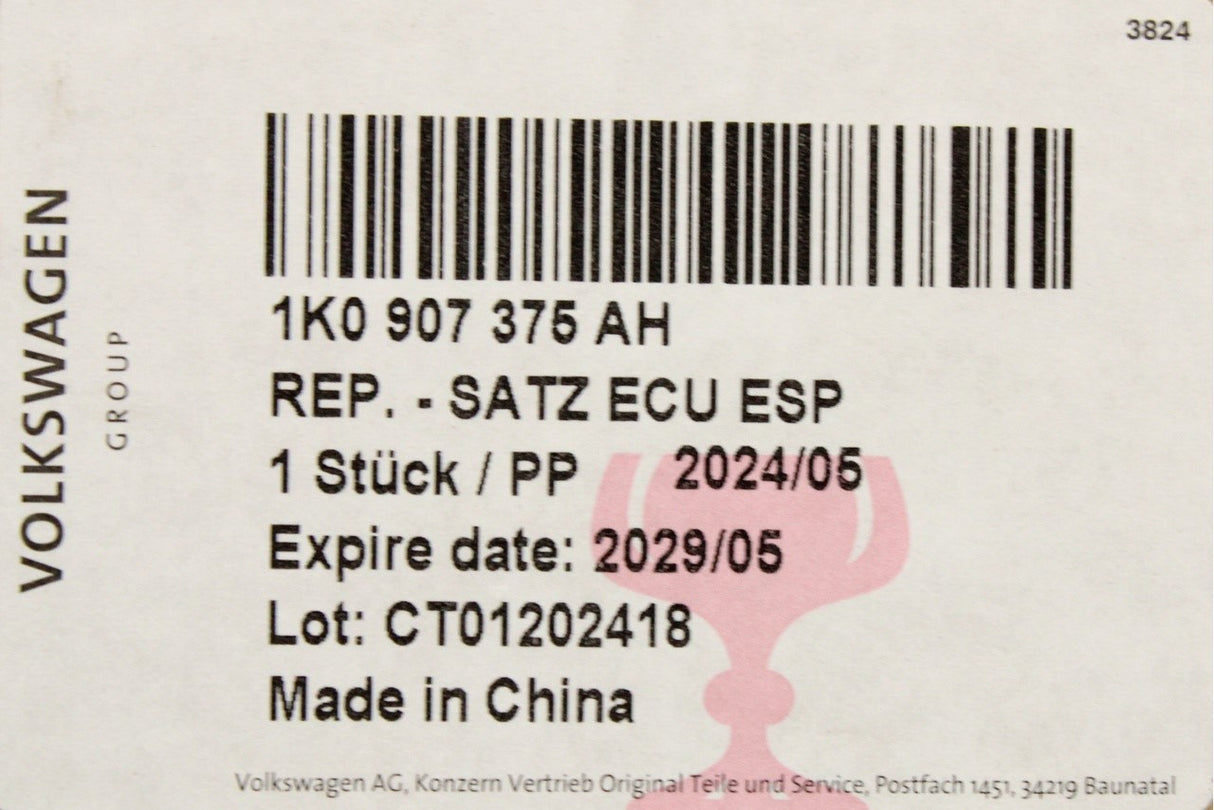 3824
VOLKSWAGEN
GROUP
1K0 907 375 AH
REP. - SATZ ECU ESP
1 Stück / PP 2024/05
Expire date: 2029/05
Lot: CT01202418
Made in China
Volkswagen AG, Konzern Vertrieb Original Teile und Service, Postfach 1451, 34219 Baunatal